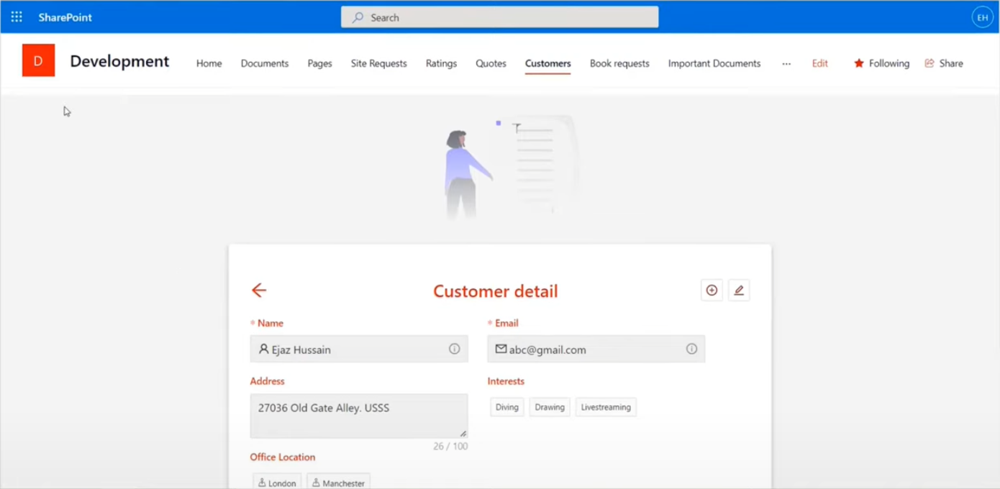 SharePoint
Search
EH
D
Development
Home Documents Pages Site Requests Ratings Quotes Customers Book requests Important Documents ... Edit Following Share
Customer detail
* Name
* Email
Ejaz Hussain
abc@gmail.com
Address
Interests
27036 Old Gate Alley. USSS
Diving Drawing Livestreaming
26 / 100
Office Location
London Manchester